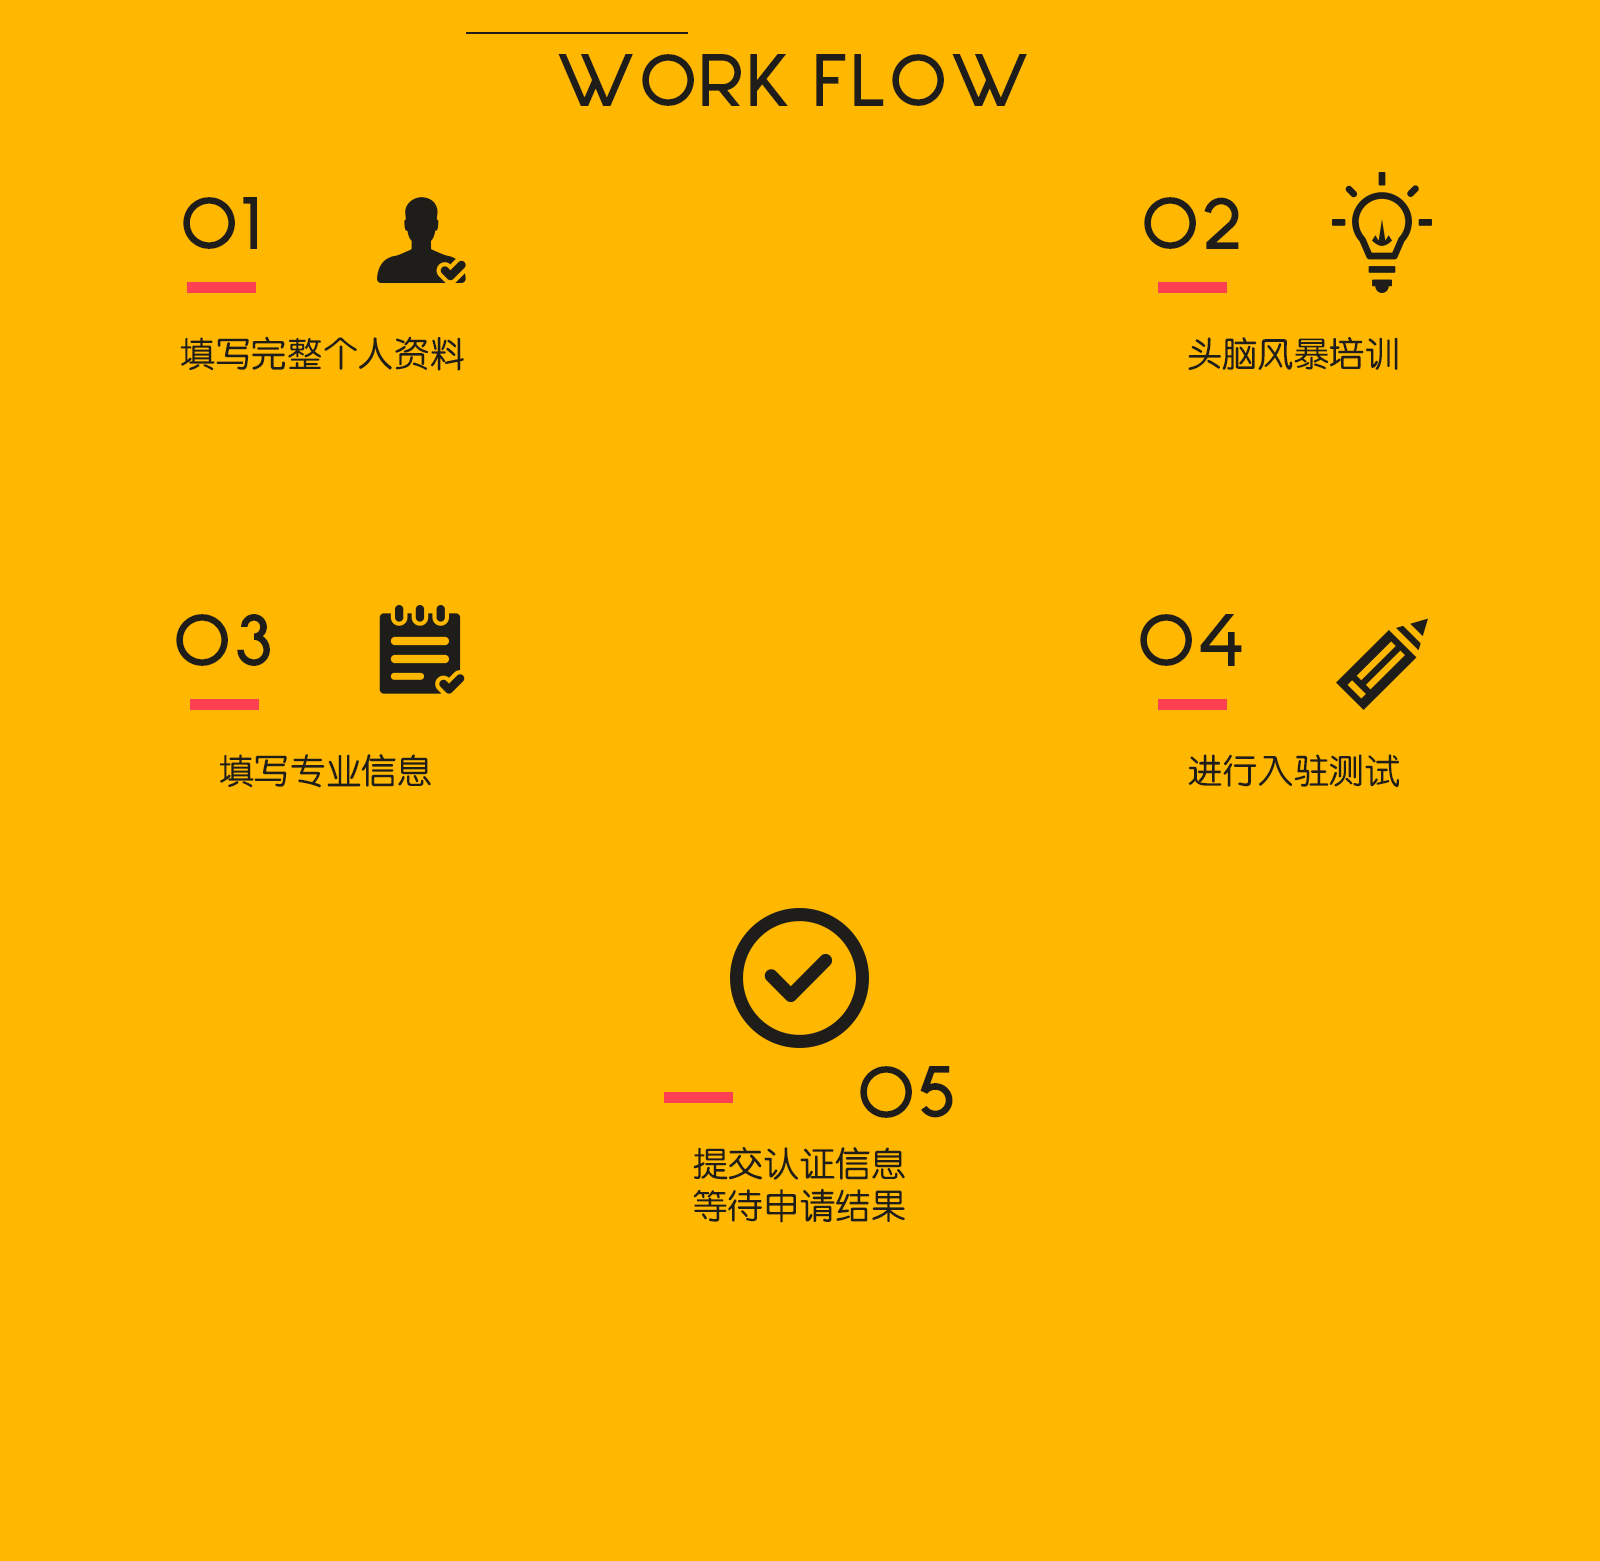 WORK FLOW
01
填写完整个人资料
02
头脑风暴培训
03
填写专业信息
04
进行入驻测试
05
提交认证信息
等待申请结果